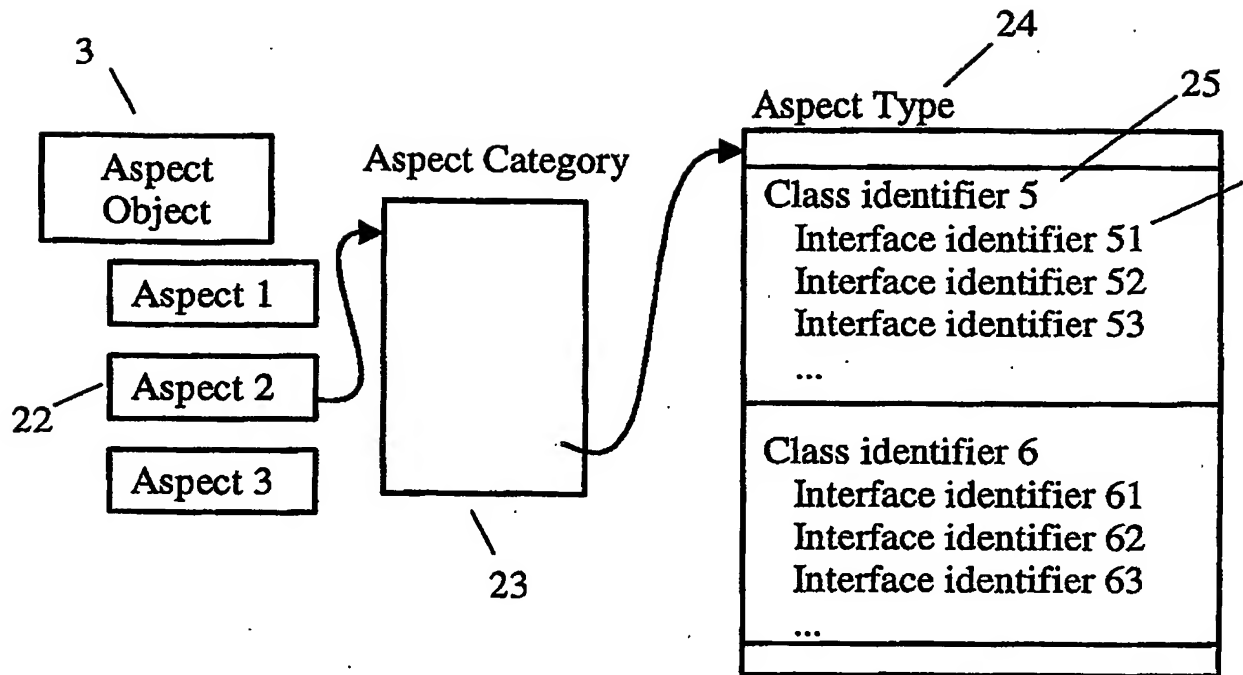 3
Aspect
Object
Aspect 1
22
Aspect 2
Aspect 3
Aspect Category
23
24
Aspect Type
25
Class identifier 5
Interface identifier 51
Interface identifier 52
Interface identifier 53
...
Class identifier 6
Interface identifier 61
Interface identifier 62
Interface identifier 63
...